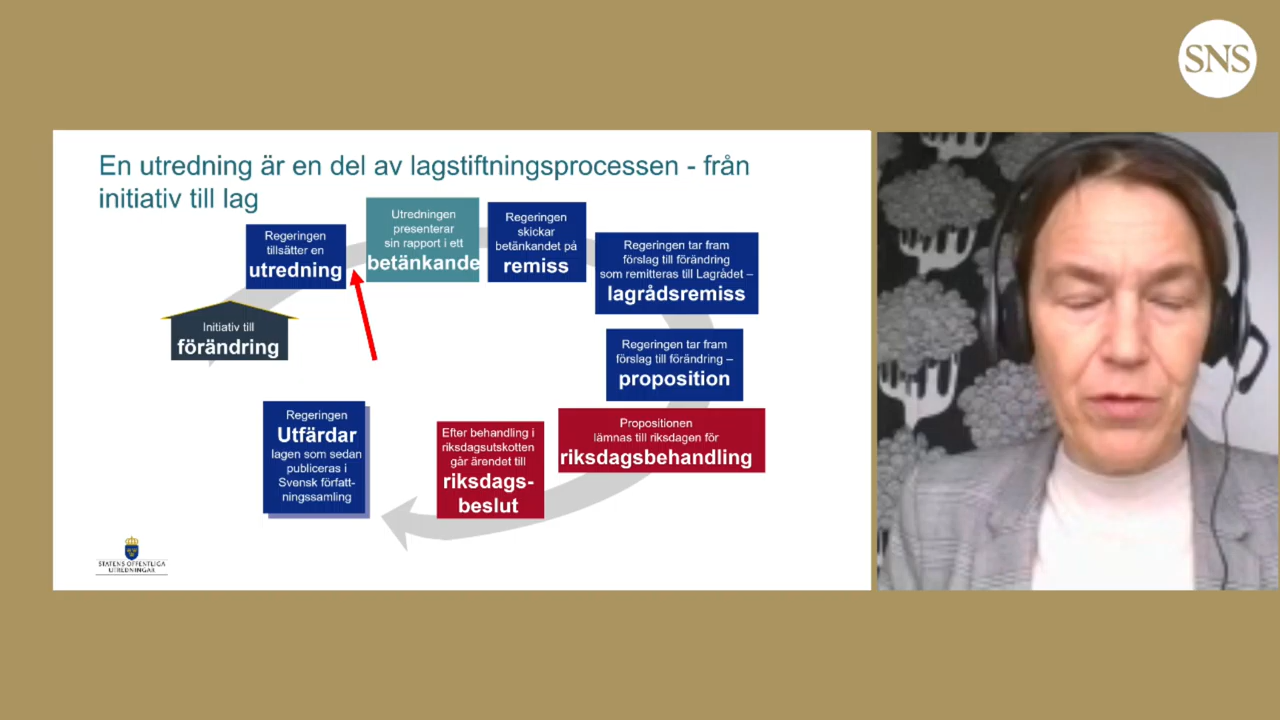 SNS
En utredning är en del av lagstiftningsprocessen - från
initiativ till lag
Initiativ till
förändring
Regeringen
tillsätter en
utredning
Utredningen
presenterar
sin rapport i ett
betänkande
Regeringen
skickar
betänkandet på
remiss
Regeringen tar fram
förslag till förändring
som remitteras till Lagrådet –
lagrådsremiss
Regeringen tar fram
förslag till förändring –
proposition
Propositionen
lämnas till riksdagen för
riksdagsbehandling
Efter behandling i
riksdagsutskotten
går ärendet till
riksdags-
beslut
Regeringen
Utfärdar
lagen som sedan
publiceras i
Svensk författ-
ningssamling
STATENS OFFENTLIGA
UTREDNINGAR